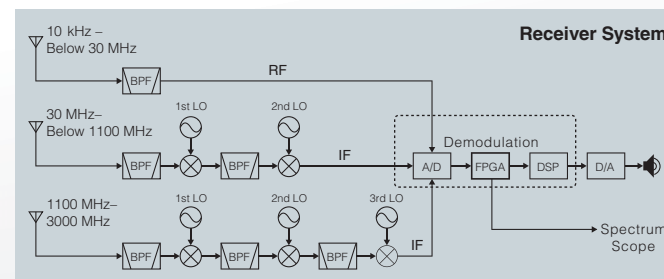 Receiver System
10 kHz –
Below 30 MHz
BPF
RF
30 MHz–
Below 1100 MHz
1st LO
2nd LO
BPF
BPF
IF
Demodulation
A/D
FPGA
DSP
D/A
1100 MHz–
3000 MHz
1st LO
2nd LO
3rd LO
BPF
BPF
BPF
IF
Spectrum
Scope